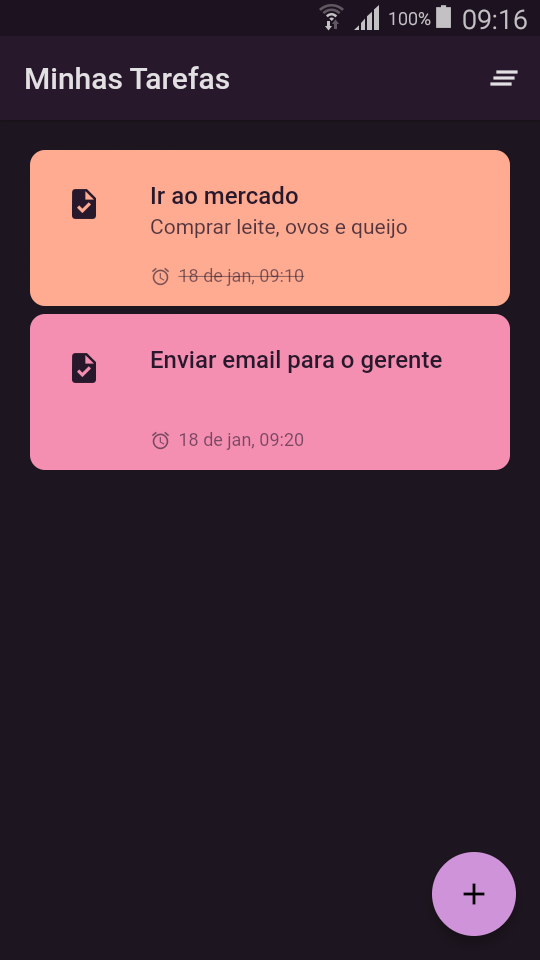 100% 09:16
Minhas Tarefas
Ir ao mercado
Comprar leite, ovos e queijo
18 de jan, 09:10
Enviar email para o gerente
18 de jan, 09:20